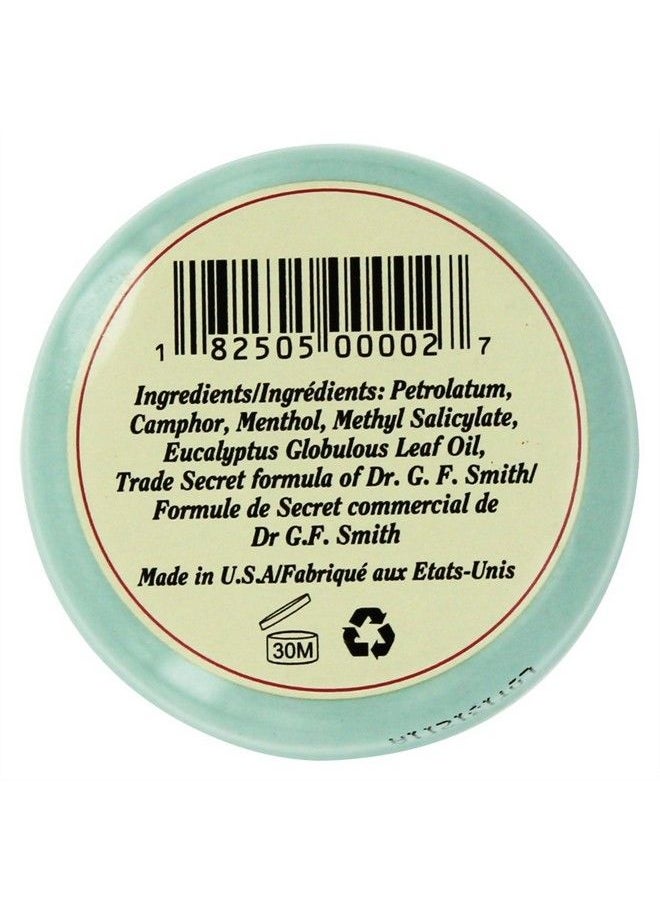 1 82505 00002 7
Ingredients/Ingrédients: Petrolatum,
Camphor, Menthol, Methyl Salicylate,
Eucalyptus Globulous Leaf Oil,
Trade Secret formula of Dr. G. F. Smith/
Formule de Secret commercial de
Dr G.F. Smith
Made in U.S.A/Fabriqué aux Etats-Unis
30M